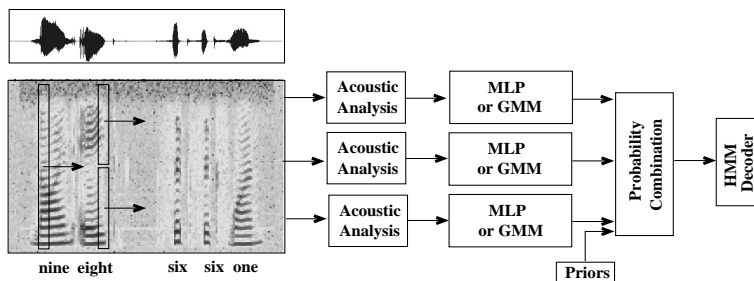 Acoustic
Analysis
MLP
or GMM
Acoustic
Analysis
MLP
or GMM
Acoustic
Analysis
MLP
or GMM
Probability
Combination
HMM
Decoder
Priors
nine eight six six one